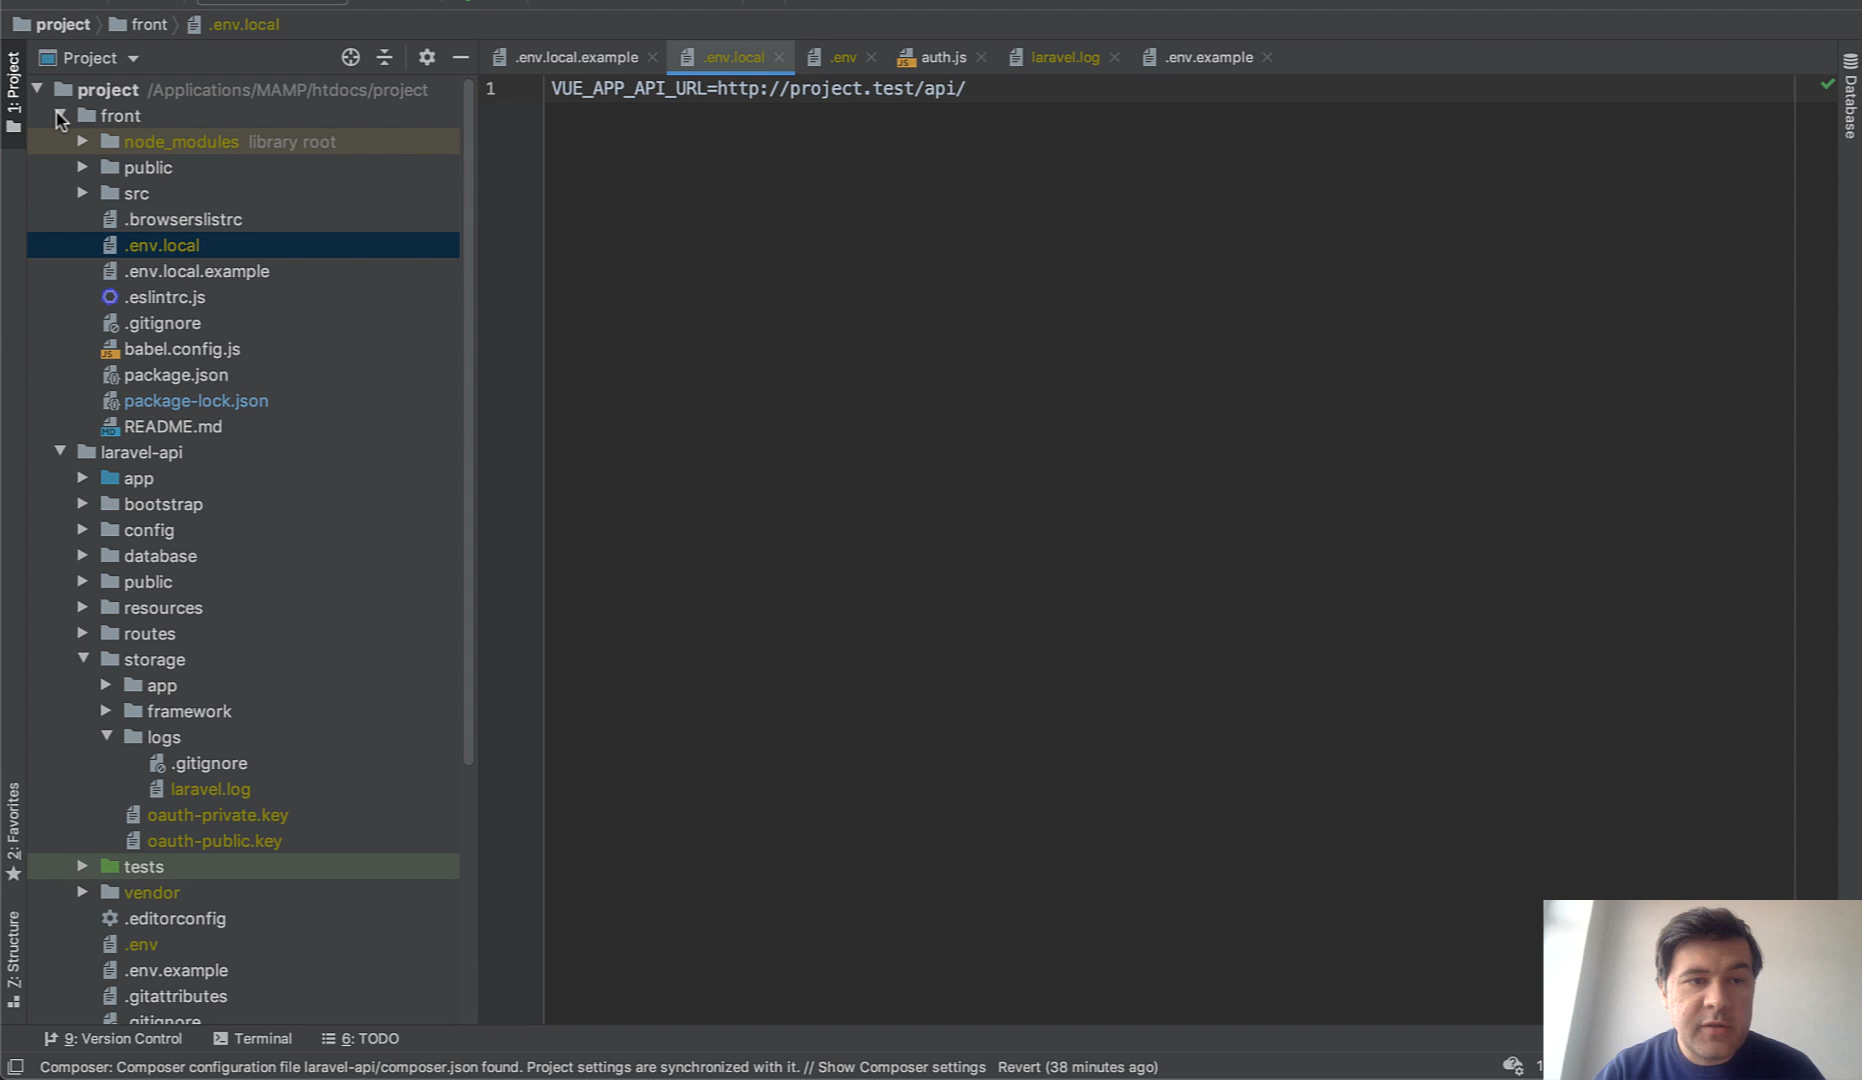 project
front
.env.local
1: Project
Project
.env.local.example
.env.local
.env
auth.js
laravel.log
.env.example
project /Applications/MAMP/htdocs/project
front
node_modules library root
public
src
.browserslistrc
.env.local
.env.local.example
.eslintrc.js
.gitignore
babel.config.js
package.json
package-lock.json
README.md
laravel-api
app
bootstrap
config
database
public
resources
routes
storage
app
framework
logs
.gitignore
laravel.log
oauth-private.key
oauth-public.key
tests
vendor
.editorconfig
.env
.env.example
.gitattributes
.gitignore
1
VUE_APP_API_URL=http://project.test/api/
Database
2: Favorites
Z: Structure
9: Version Control
Terminal
6: TODO
Composer: Composer configuration file laravel-api/composer.json found. Project settings are synchronized with it. // Show Composer settings Revert (38 minutes ago)